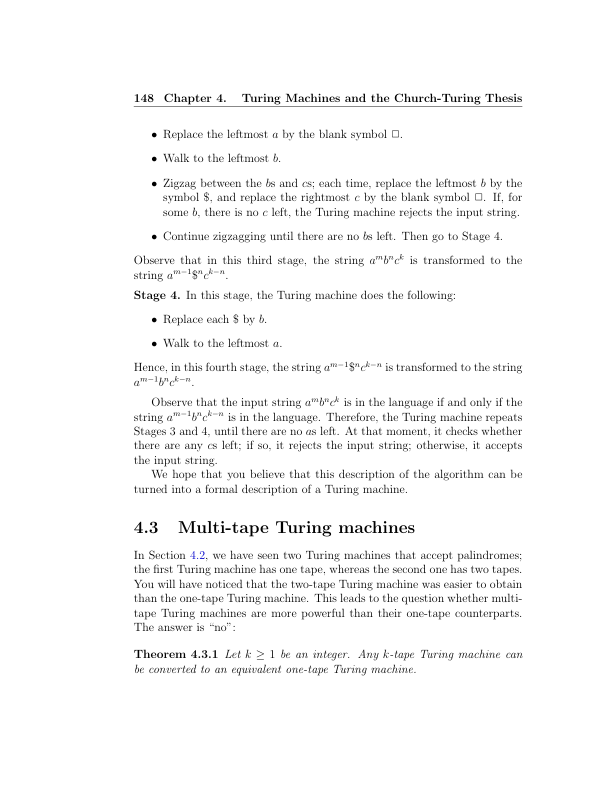 148 Chapter 4. Turing Machines and the Church-Turing Thesis
• Replace the leftmost a by the blank symbol □.
• Walk to the leftmost b.
• Zigzag between the bs and cs; each time, replace the leftmost b by the
symbol $, and replace the rightmost c by the blank symbol □. If, for
some b, there is no c left, the Turing machine rejects the input string.
• Continue zigzagging until there are no bs left. Then go to Stage 4.
Observe that in this third stage, the string a^m b^n c^k is transformed to the
string a^{m−1}$^n c^{k−n}.
Stage 4. In this stage, the Turing machine does the following:
• Replace each $ by b.
• Walk to the leftmost a.
Hence, in this fourth stage, the string a^{m−1}$^n c^{k−n} is transformed to the string
a^{m−1}b^n c^{k−n}.
Observe that the input string a^m b^n c^k is in the language if and only if the
string a^{m−1}b^n c^{k−n} is in the language. Therefore, the Turing machine repeats
Stages 3 and 4, until there are no as left. At that moment, it checks whether
there are any cs left; if so, it rejects the input string; otherwise, it accepts
the input string.
We hope that you believe that this description of the algorithm can be
turned into a formal description of a Turing machine.
4.3 Multi-tape Turing machines
In Section 4.2, we have seen two Turing machines that accept palindromes;
the first Turing machine has one tape, whereas the second one has two tapes.
You will have noticed that the two-tape Turing machine was easier to obtain
than the one-tape Turing machine. This leads to the question whether multi-
tape Turing machines are more powerful than their one-tape counterparts.
The answer is “no”:
Theorem 4.3.1 Let k ≥ 1 be an integer. Any k-tape Turing machine can
be converted to an equivalent one-tape Turing machine.